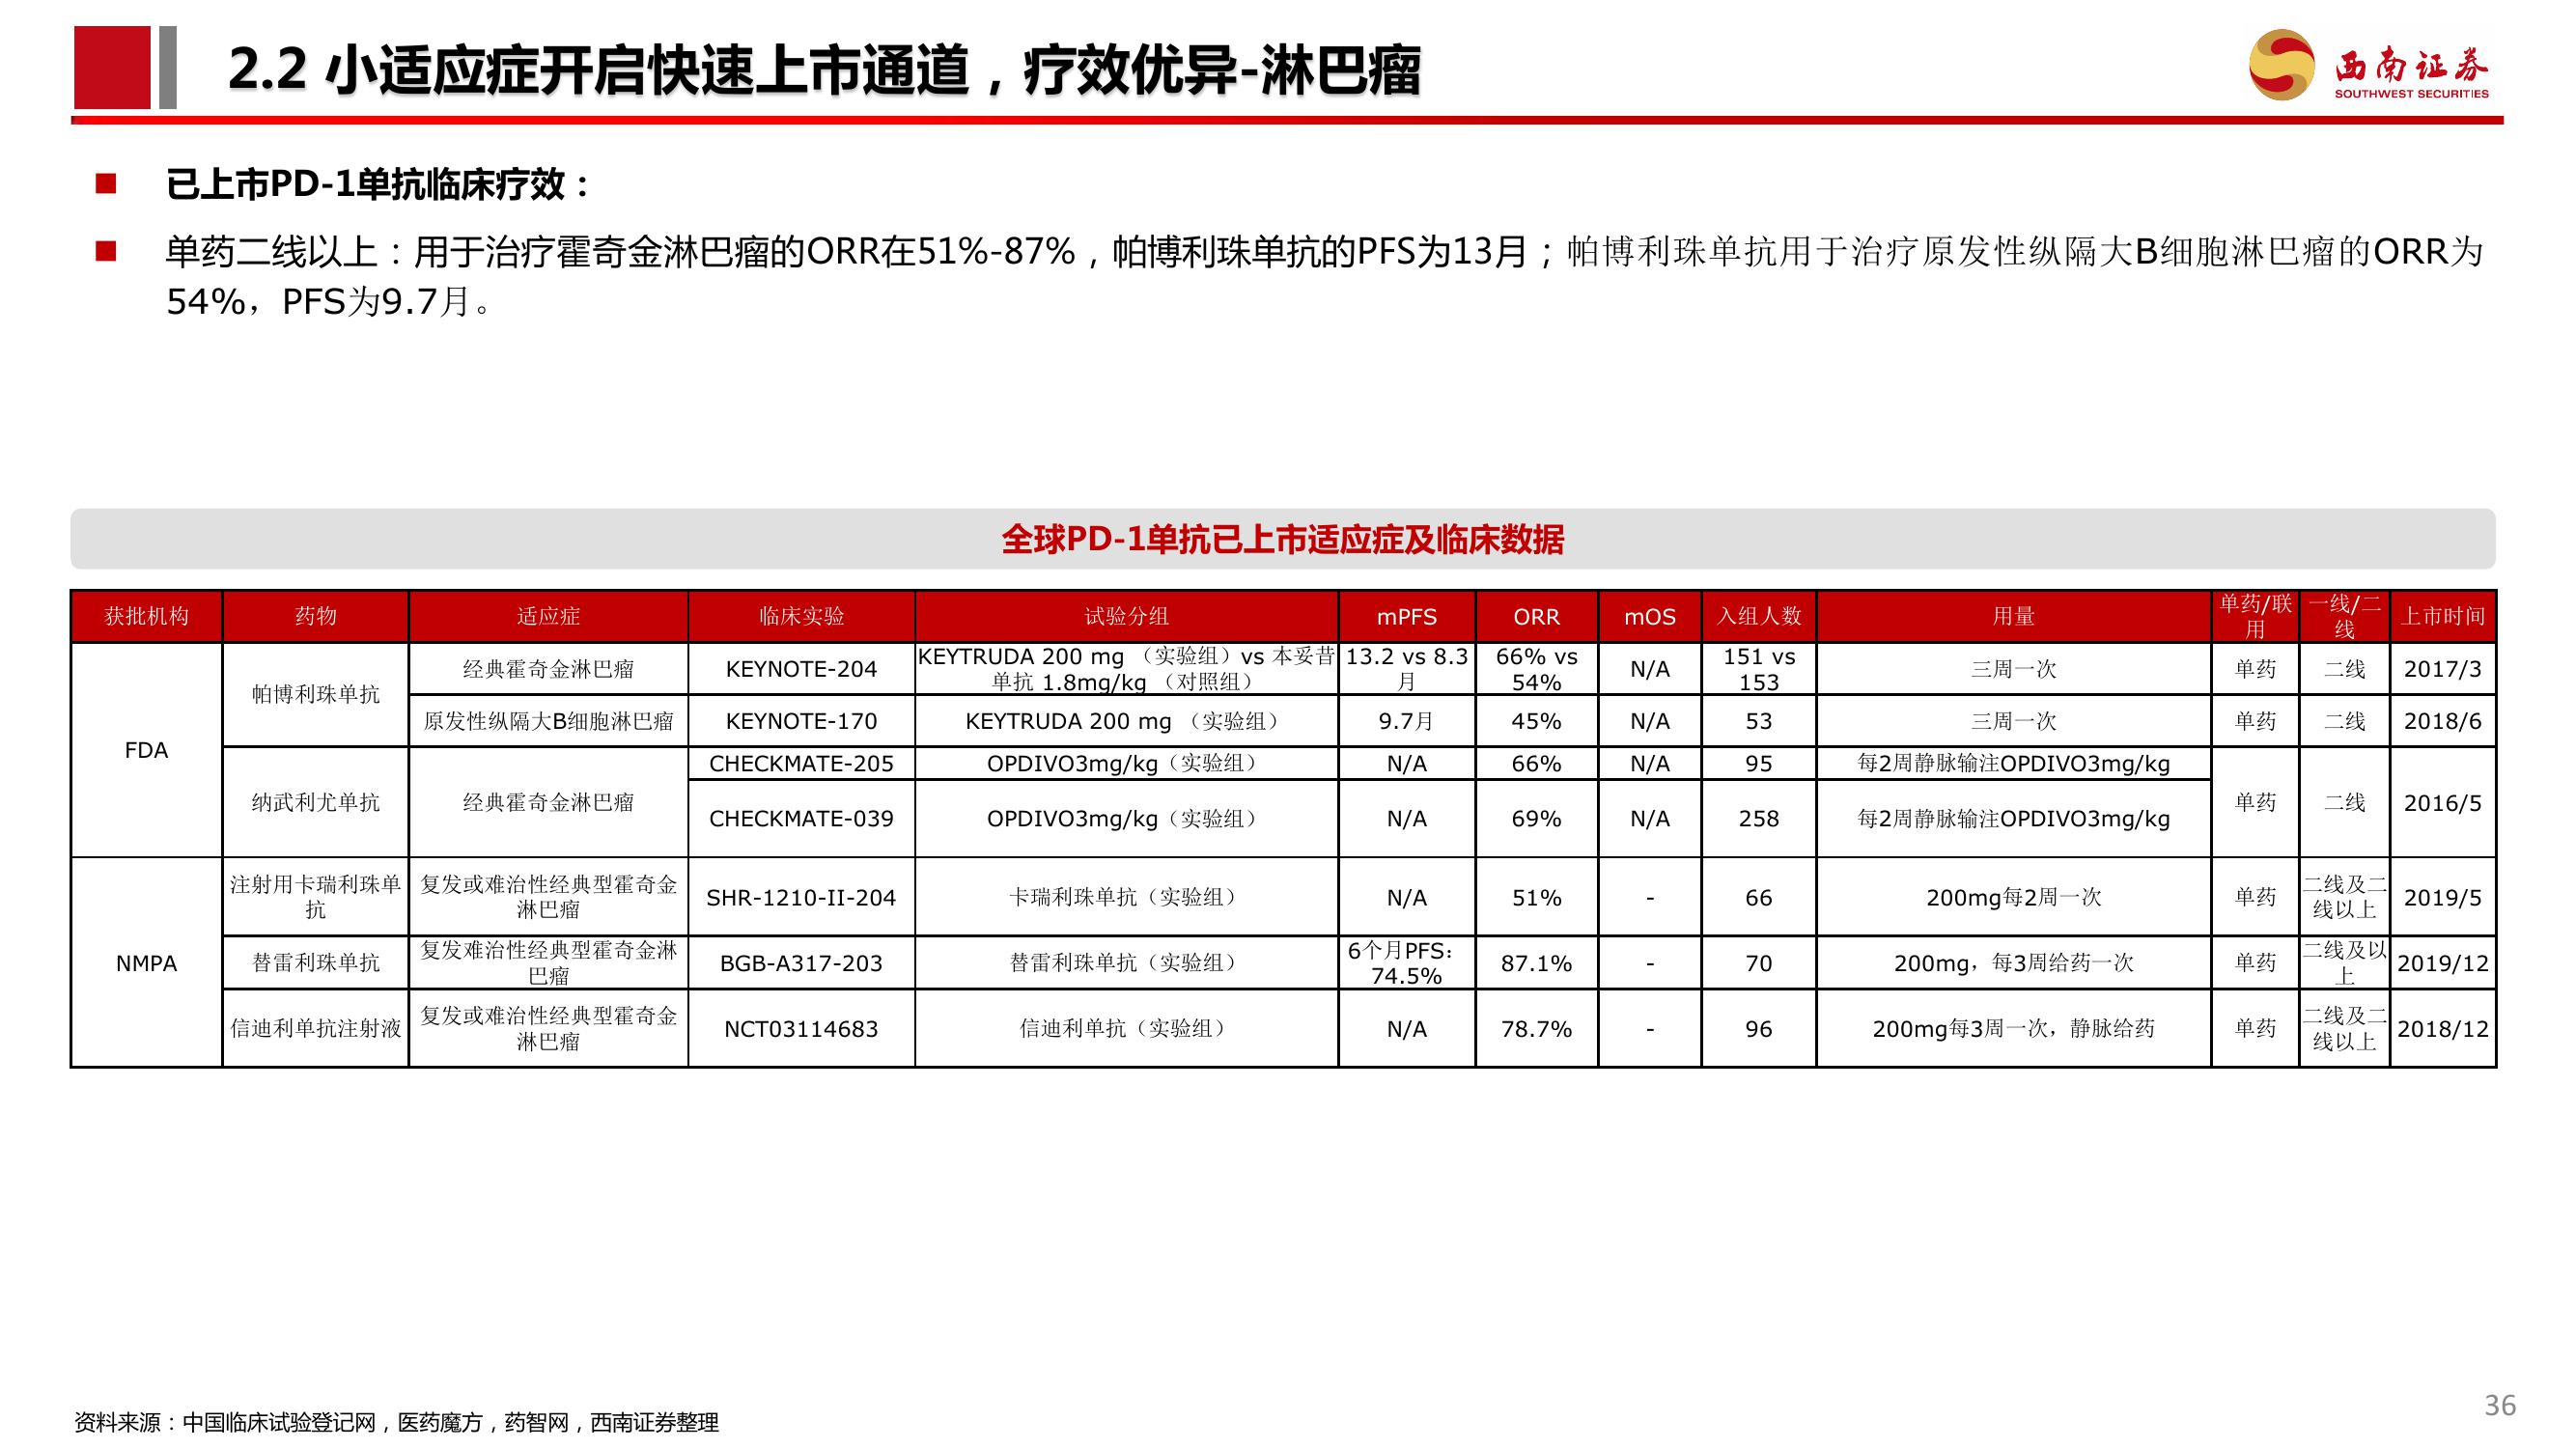 2.2 小适应症开启快速上市通道，疗效优异-淋巴瘤
西南证券
SOUTHWEST SECURITIES
已上市PD-1单抗临床疗效：
单药二线以上：用于治疗霍奇金淋巴瘤的ORR在51%-87%，帕博利珠单抗的PFS为13月；帕博利珠单抗用于治疗原发性纵隔大B细胞淋巴瘤的ORR为
54%，PFS为9.7月。
全球PD-1单抗已上市适应症及临床数据
获批机构 药物 适应症 临床实验 试验分组 mPFS ORR mOS 入组人数 用量 单药/联用 一线/二线 上市时间
FDA 帕博利珠单抗 经典霍奇金淋巴瘤 KEYNOTE-204 KEYTRUDA 200 mg （实验组）vs 本妥昔单抗 1.8mg/kg （对照组） 13.2 vs 8.3月 66% vs 54% N/A 151 vs 153 三周一次 单药 二线 2017/3
原发性纵隔大B细胞淋巴瘤 KEYNOTE-170 KEYTRUDA 200 mg （实验组） 9.7月 45% N/A 53 三周一次 单药 二线 2018/6
纳武利尤单抗 经典霍奇金淋巴瘤 CHECKMATE-205 OPDIVO3mg/kg（实验组） N/A 66% N/A 95 每2周静脉输注OPDIVO3mg/kg 单药 二线 2016/5
CHECKMATE-039 OPDIVO3mg/kg（实验组） N/A 69% N/A 258 每2周静脉输注OPDIVO3mg/kg
NMPA 注射用卡瑞利珠单抗 复发或难治性经典型霍奇金淋巴瘤 SHR-1210-II-204 卡瑞利珠单抗（实验组） N/A 51% - 66 200mg每2周一次 单药 二线及二线以上 2019/5
替雷利珠单抗 复发难治性经典型霍奇金淋巴瘤 BGB-A317-203 替雷利珠单抗（实验组） 6个月PFS：74.5% 87.1% - 70 200mg，每3周给药一次 单药 二线及以上 2019/12
信迪利单抗注射液 复发或难治性经典型霍奇金淋巴瘤 NCT03114683 信迪利单抗（实验组） N/A 78.7% - 96 200mg每3周一次，静脉给药 单药 二线及二线以上 2018/12
资料来源：中国临床试验登记网，医药魔方，药智网，西南证券整理
36